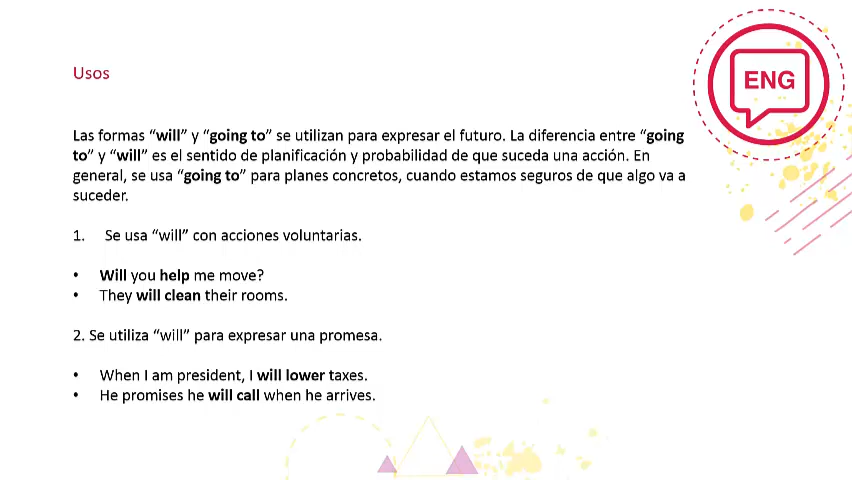 Usos
ENG
Las formas “will” y “going to” se utilizan para expresar el futuro. La diferencia entre “going
to” y “will” es el sentido de planificación y probabilidad de que suceda una acción. En
general, se usa “going to” para planes concretos, cuando estamos seguros de que algo va a
suceder.
1. Se usa “will” con acciones voluntarias.
• Will you help me move?
• They will clean their rooms.
2. Se utiliza “will” para expresar una promesa.
• When I am president, I will lower taxes.
• He promises he will call when he arrives.